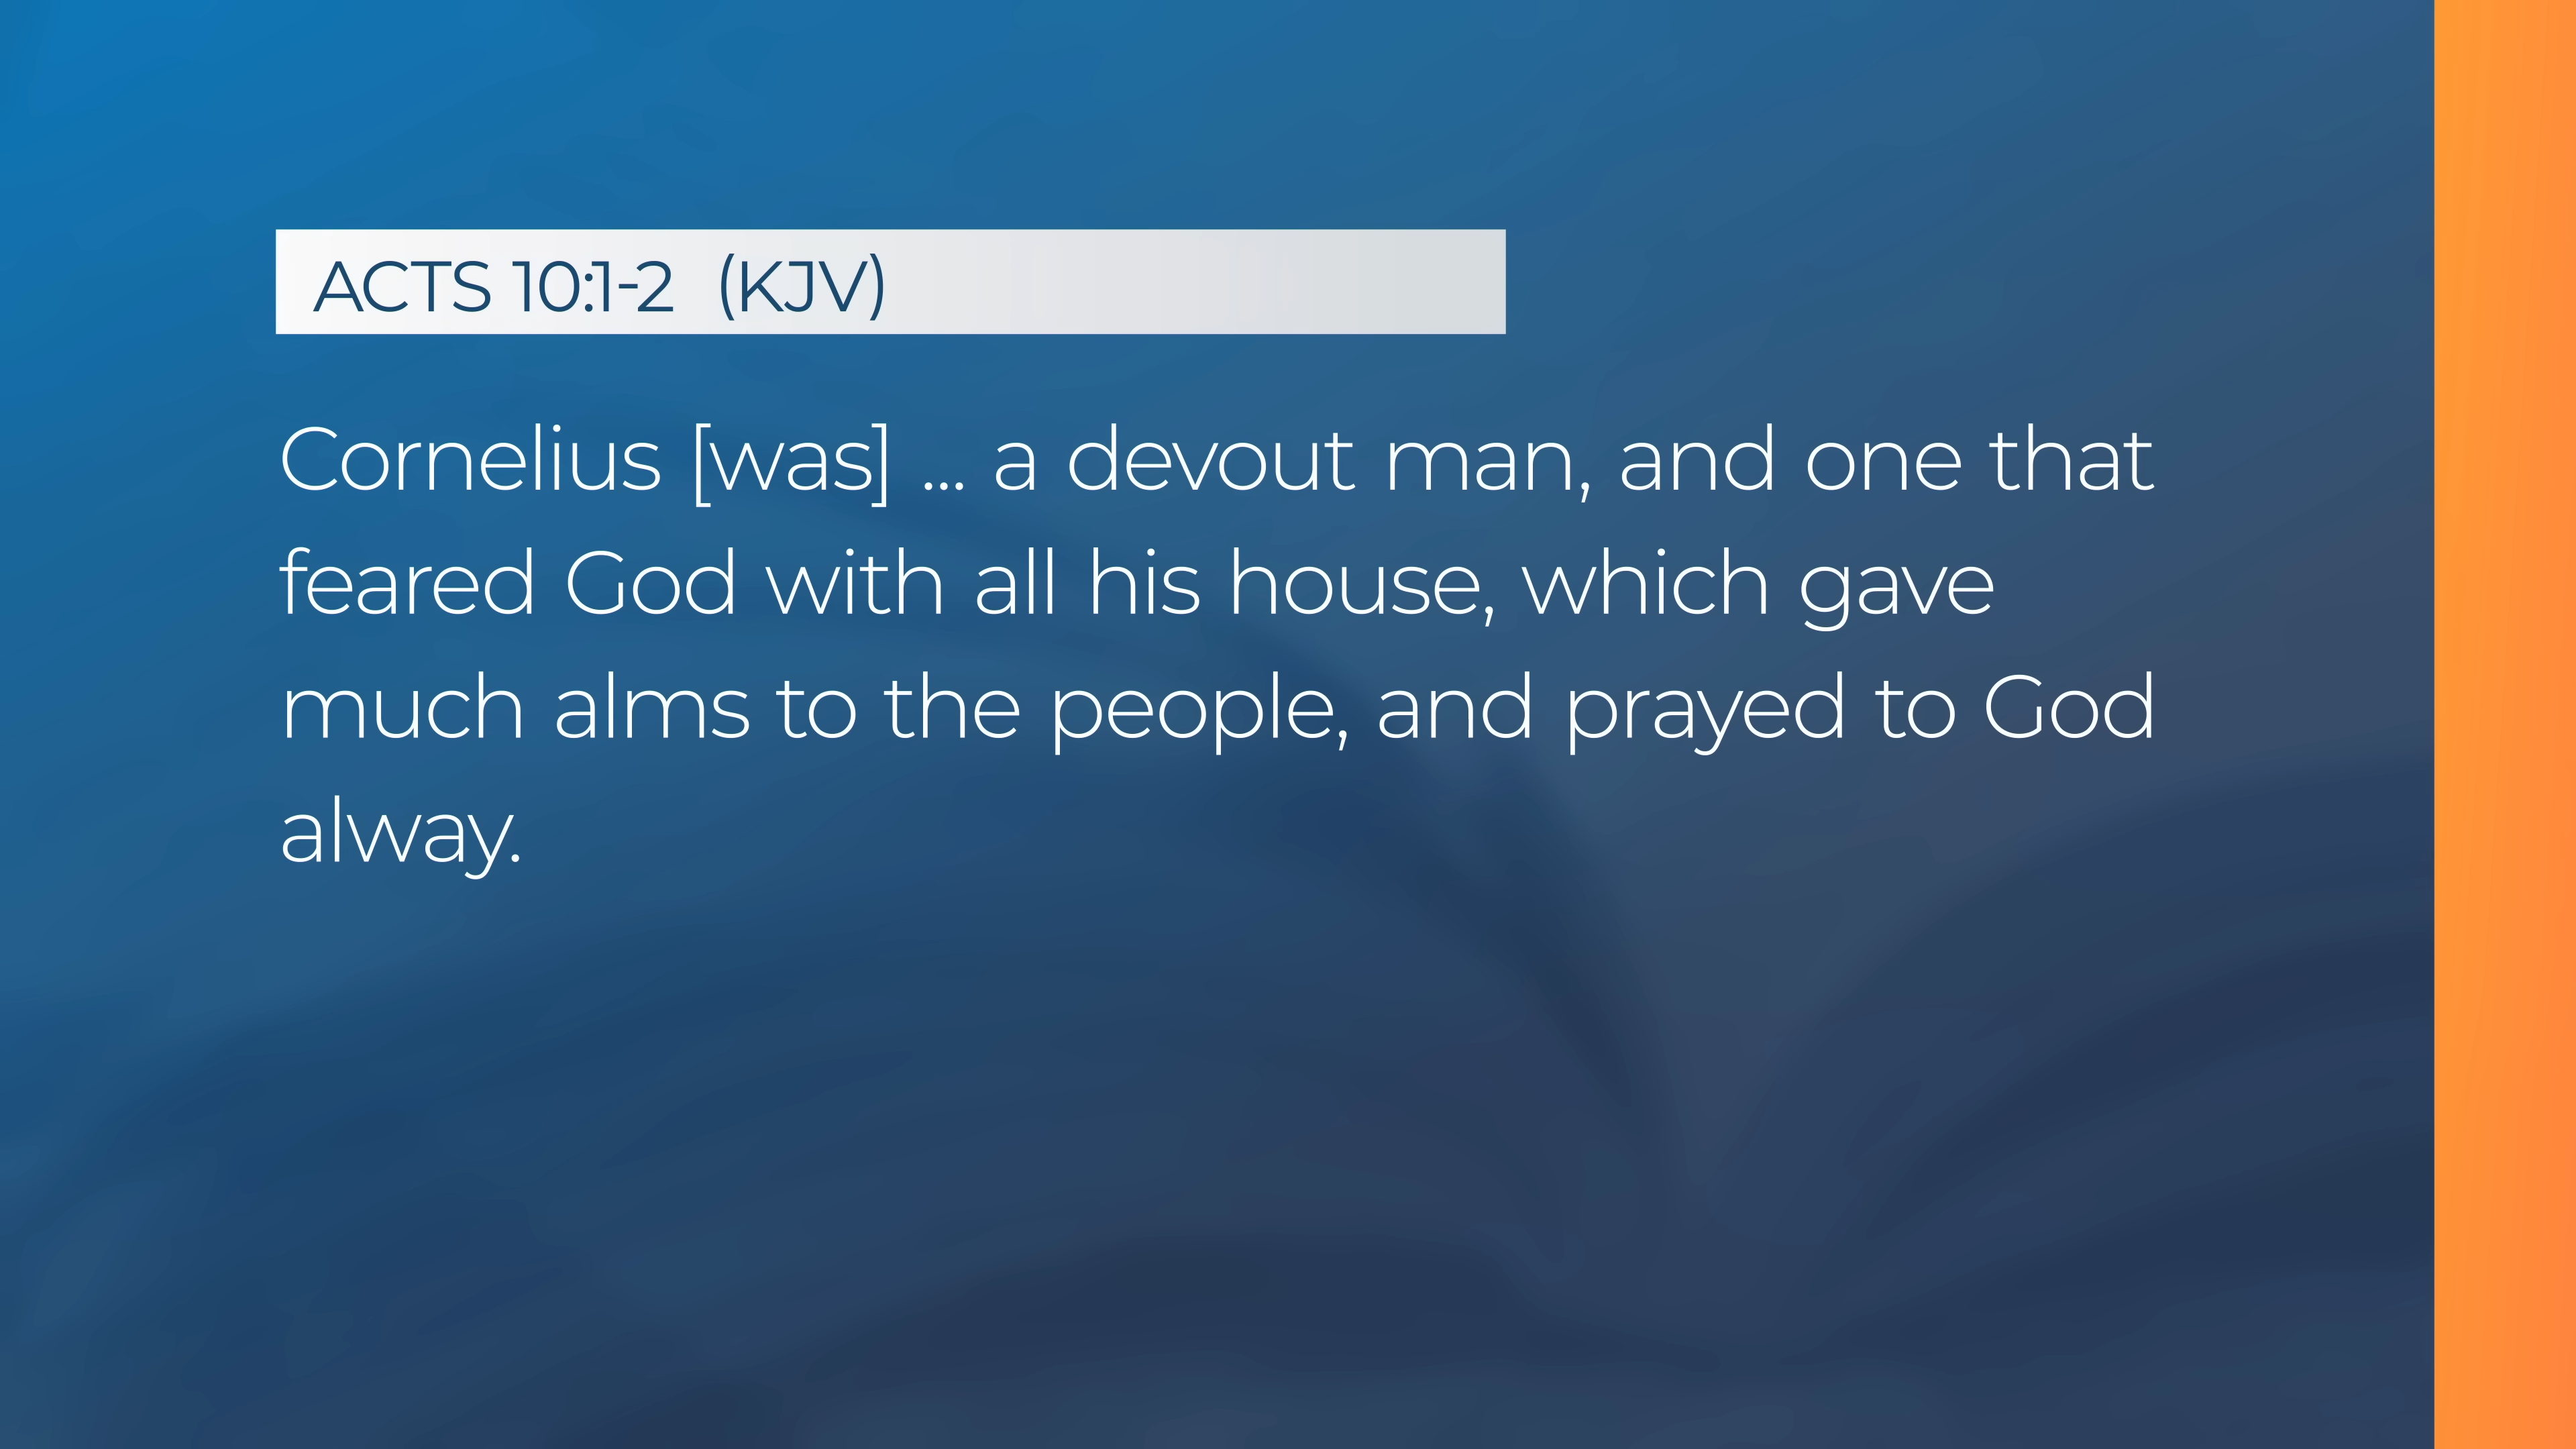 ACTS 10:1-2 (KJV)
Cornelius [was] ... a devout man, and one that
feared God with all his house, which gave
much alms to the people, and prayed to God
alway.